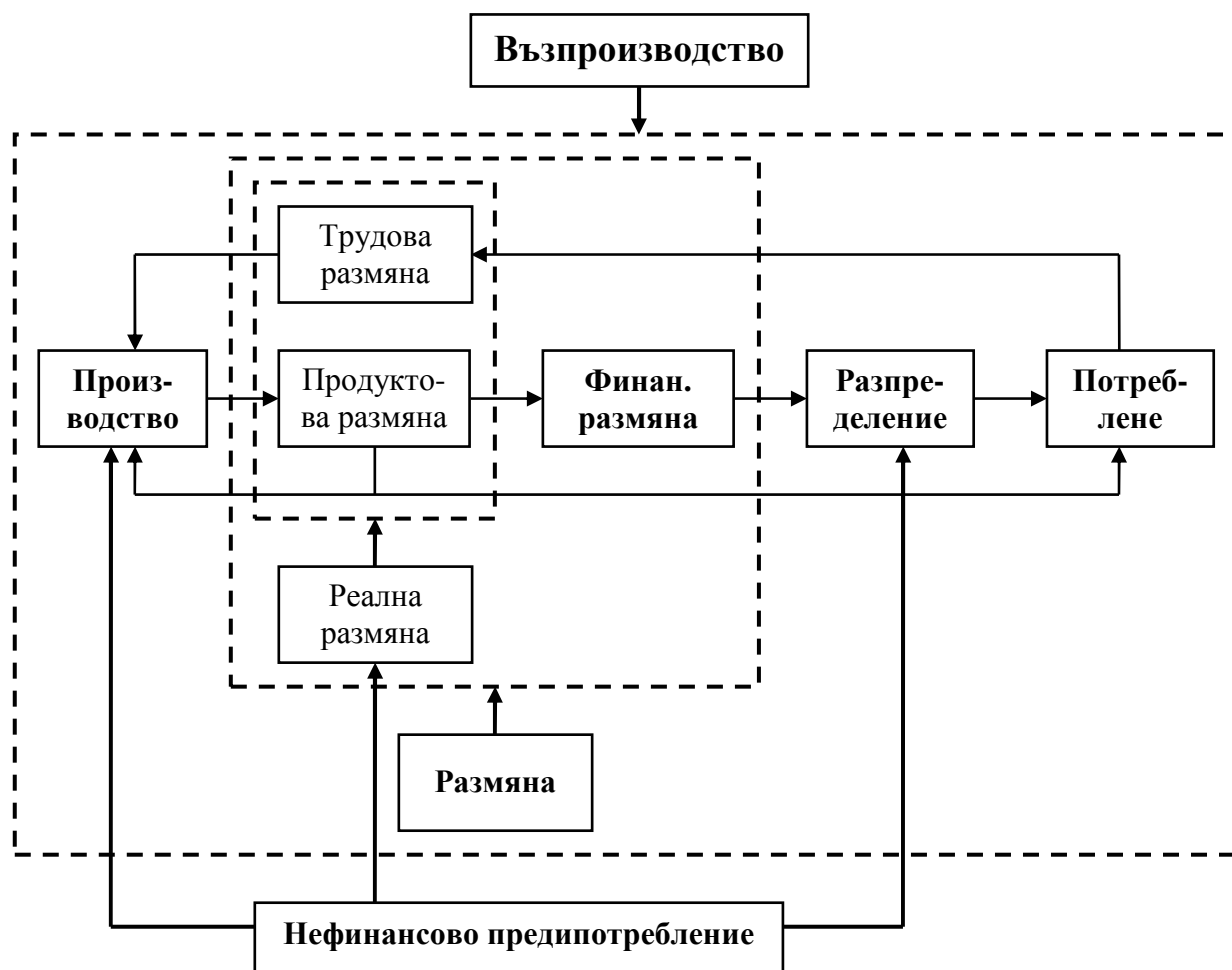 Възпроизводство
Трудова
размяна
Произ-
водство
Продукто-
ва размяна
Финан.
размяна
Разпре-
деление
Потреб-
лене
Реална
размяна
Размяна
Нефинансово предипотребление